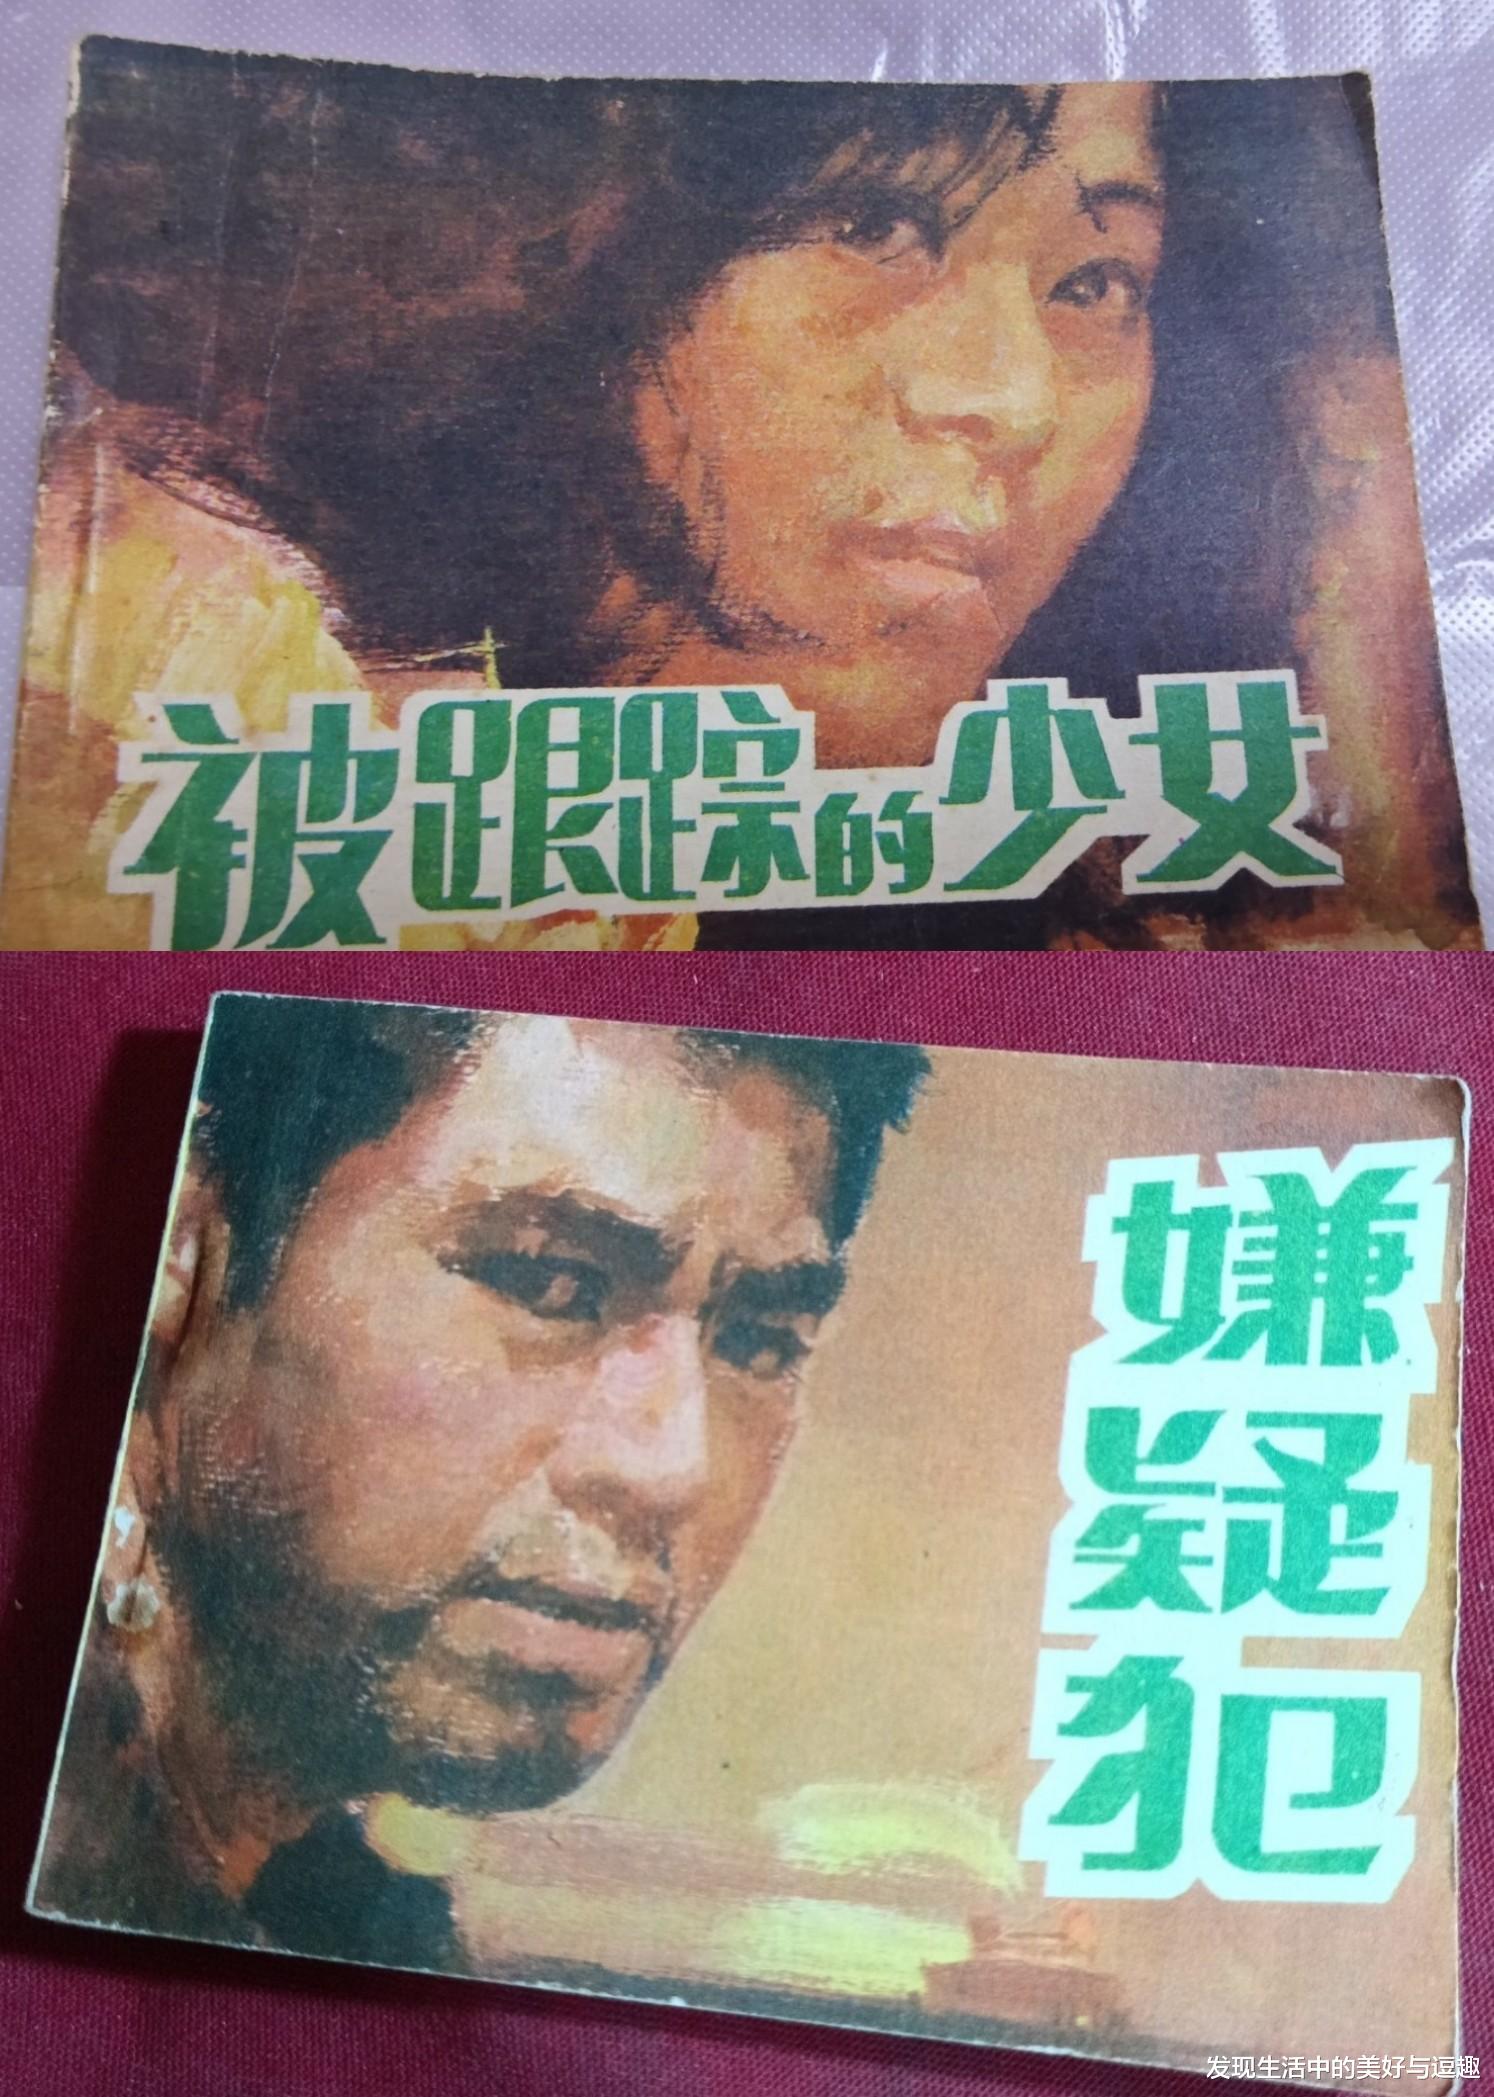 被跟踪的少女
嫌疑犯
发现生活中的美好与逗趣